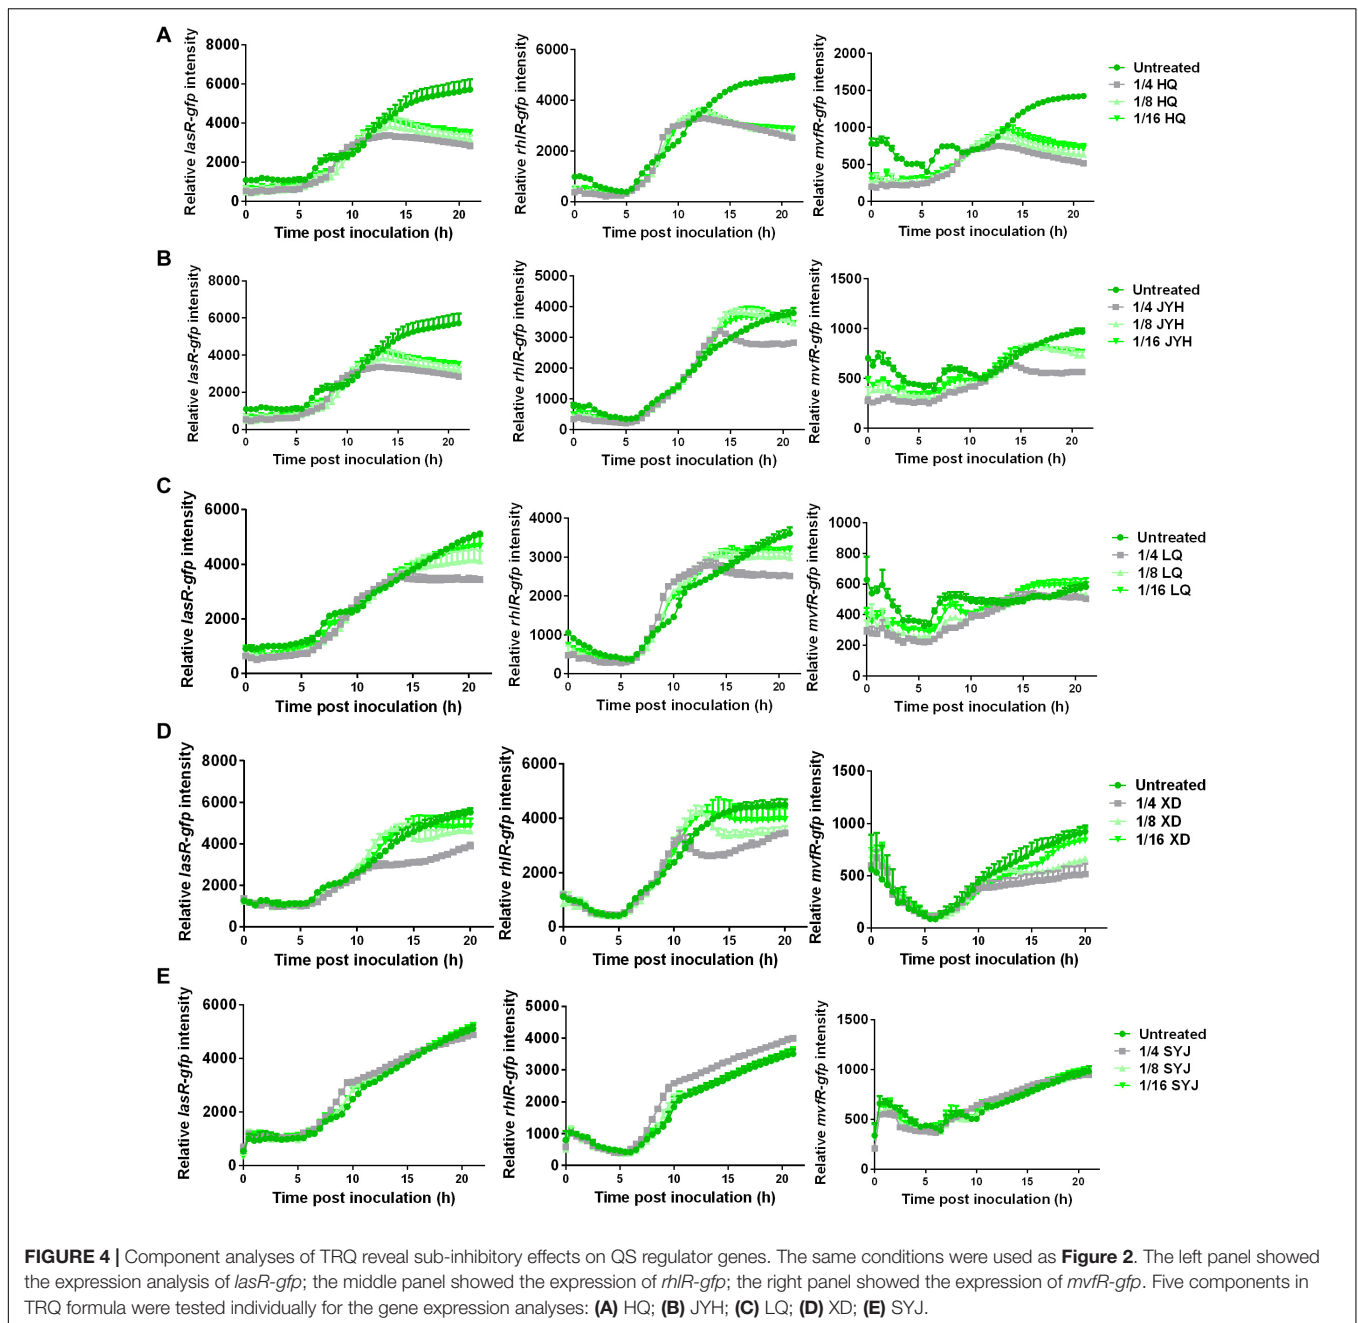 A
Relative lasR-gfp intensity
8000
6000
4000
2000
0
0 5 10 15 20
Time post inoculation (h)
Relative rhlR-gfp intensity
6000
4000
2000
0
0 5 10 15 20
Time post inoculation (h)
Relative mvfR-gfp intensity
2000
1500
1000
500
0
0 5 10 15 20
Time post inoculation (h)
Untreated
1/4 HQ
1/8 HQ
1/16 HQ
B
Relative lasR-gfp intensity
8000
6000
4000
2000
0
0 5 10 15 20
Time post inoculation (h)
Relative rhlR-gfp intensity
5000
4000
3000
2000
1000
0
0 5 10 15 20
Time post inoculation (h)
Relative mvfR-gfp intensity
1500
1000
500
0
0 5 10 15 20
Time post inoculation (h)
Untreated
1/4 JYH
1/8 JYH
1/16 JYH
C
Relative lasR-gfp intensity
6000
4000
2000
0
0 5 10 15 20
Time post inoculation (h)
Relative rhlR-gfp intensity
4000
3000
2000
1000
0
0 5 10 15 20
Time post inoculation (h)
Relative mvfR-gfp intensity
1000
800
600
400
200
0
0 5 10 15 20
Time post inoculation (h)
Untreated
1/4 LQ
1/8 LQ
1/16 LQ
D
Relative lasR-gfp intensity
8000
6000
4000
2000
0
0 5 10 15 20
Time post inoculation (h)
Relative rhlR-gfp intensity
6000
4000
2000
0
0 5 10 15 20
Time post inoculation (h)
Relative mvfR-gfp intensity
1500
1000
500
0
0 5 10 15 20
Time post inoculation (h)
Untreated
1/4 XD
1/8 XD
1/16 XD
E
Relative lasR-gfp intensity
6000
4000
2000
0
0 5 10 15 20
Time post inoculation (h)
Relative rhlR-gfp intensity
5000
4000
3000
2000
1000
0
0 5 10 15 20
Time post inoculation (h)
Relative mvfR-gfp intensity
1500
1000
500
0
0 5 10 15 20
Time post inoculation (h)
Untreated
1/4 SYJ
1/8 SYJ
1/16 SYJ
FIGURE 4 | Component analyses of TRQ reveal sub-inhibitory effects on QS regulator genes. The same conditions were used as Figure 2. The left panel showed
the expression analysis of lasR-gfp; the middle panel showed the expression of rhlR-gfp; the right panel showed the expression of mvfR-gfp. Five components in
TRQ formula were tested individually for the gene expression analyses: (A) HQ; (B) JYH; (C) LQ; (D) XD; (E) SYJ.